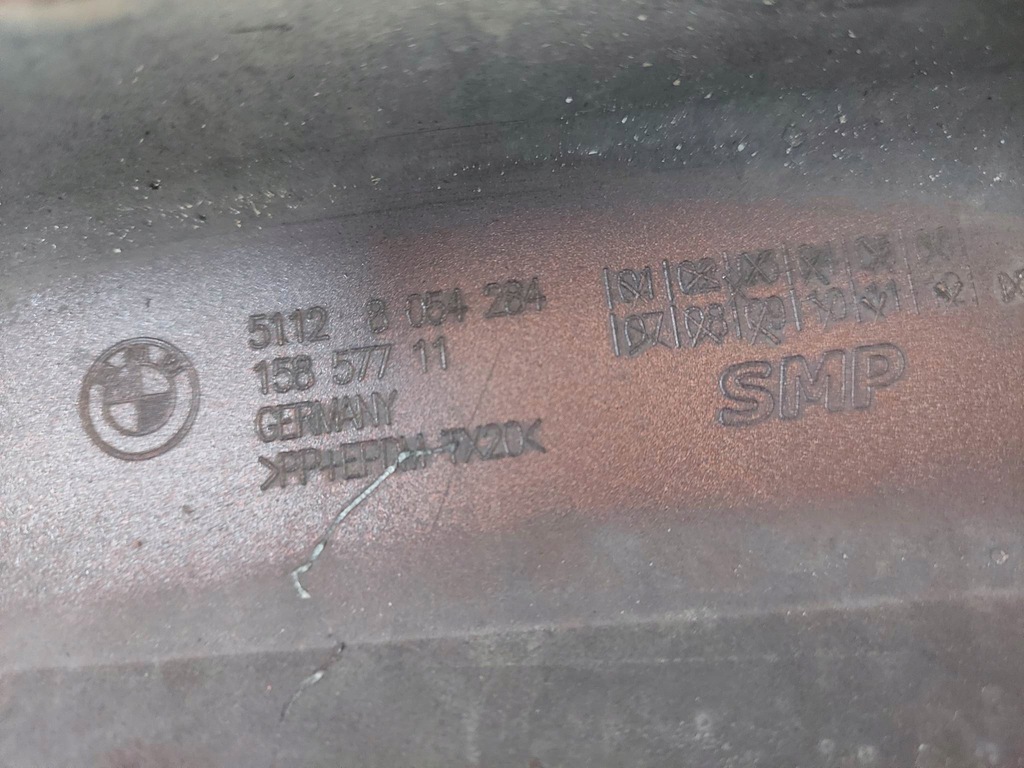 5112 8 054 284
158 577 11
GERMANY
>PP+EPDM-TX20<
01 02 03 04 05 06
07 08 09 10 11 12
SMP